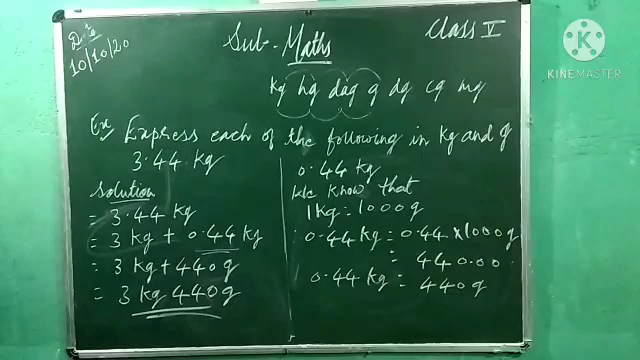 Date
10/10/20
Sub- Maths
Class V
KINEMASTER
kg hg dag g dg cg mg
Ex Express each of the following in kg and g
3.44 kg
Solution
= 3.44 kg
= 3 kg + 0.44 kg
= 3 kg + 440 g
= 3 kg 440 g
0.44 kg
We know that
1 kg = 1000 g
0.44 kg = 0.44 × 1000 g
= 440.00
0.44 kg = 440 g